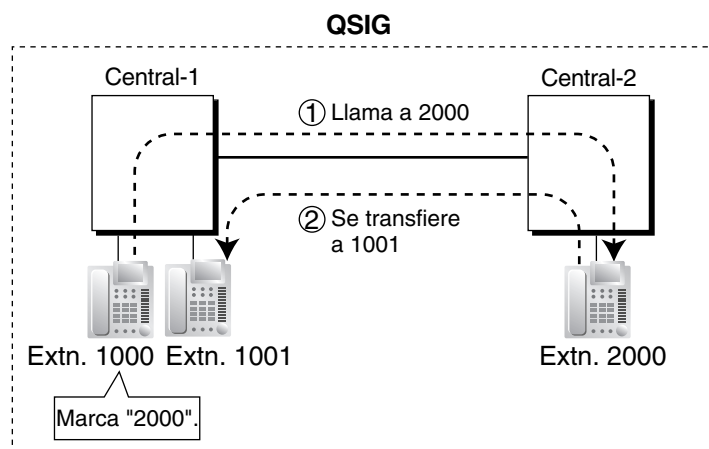 QSIG
Central-1
Central-2
① Llama a 2000
② Se transfiere
a 1001
Extn. 1000
Extn. 1001
Extn. 2000
Marca "2000".